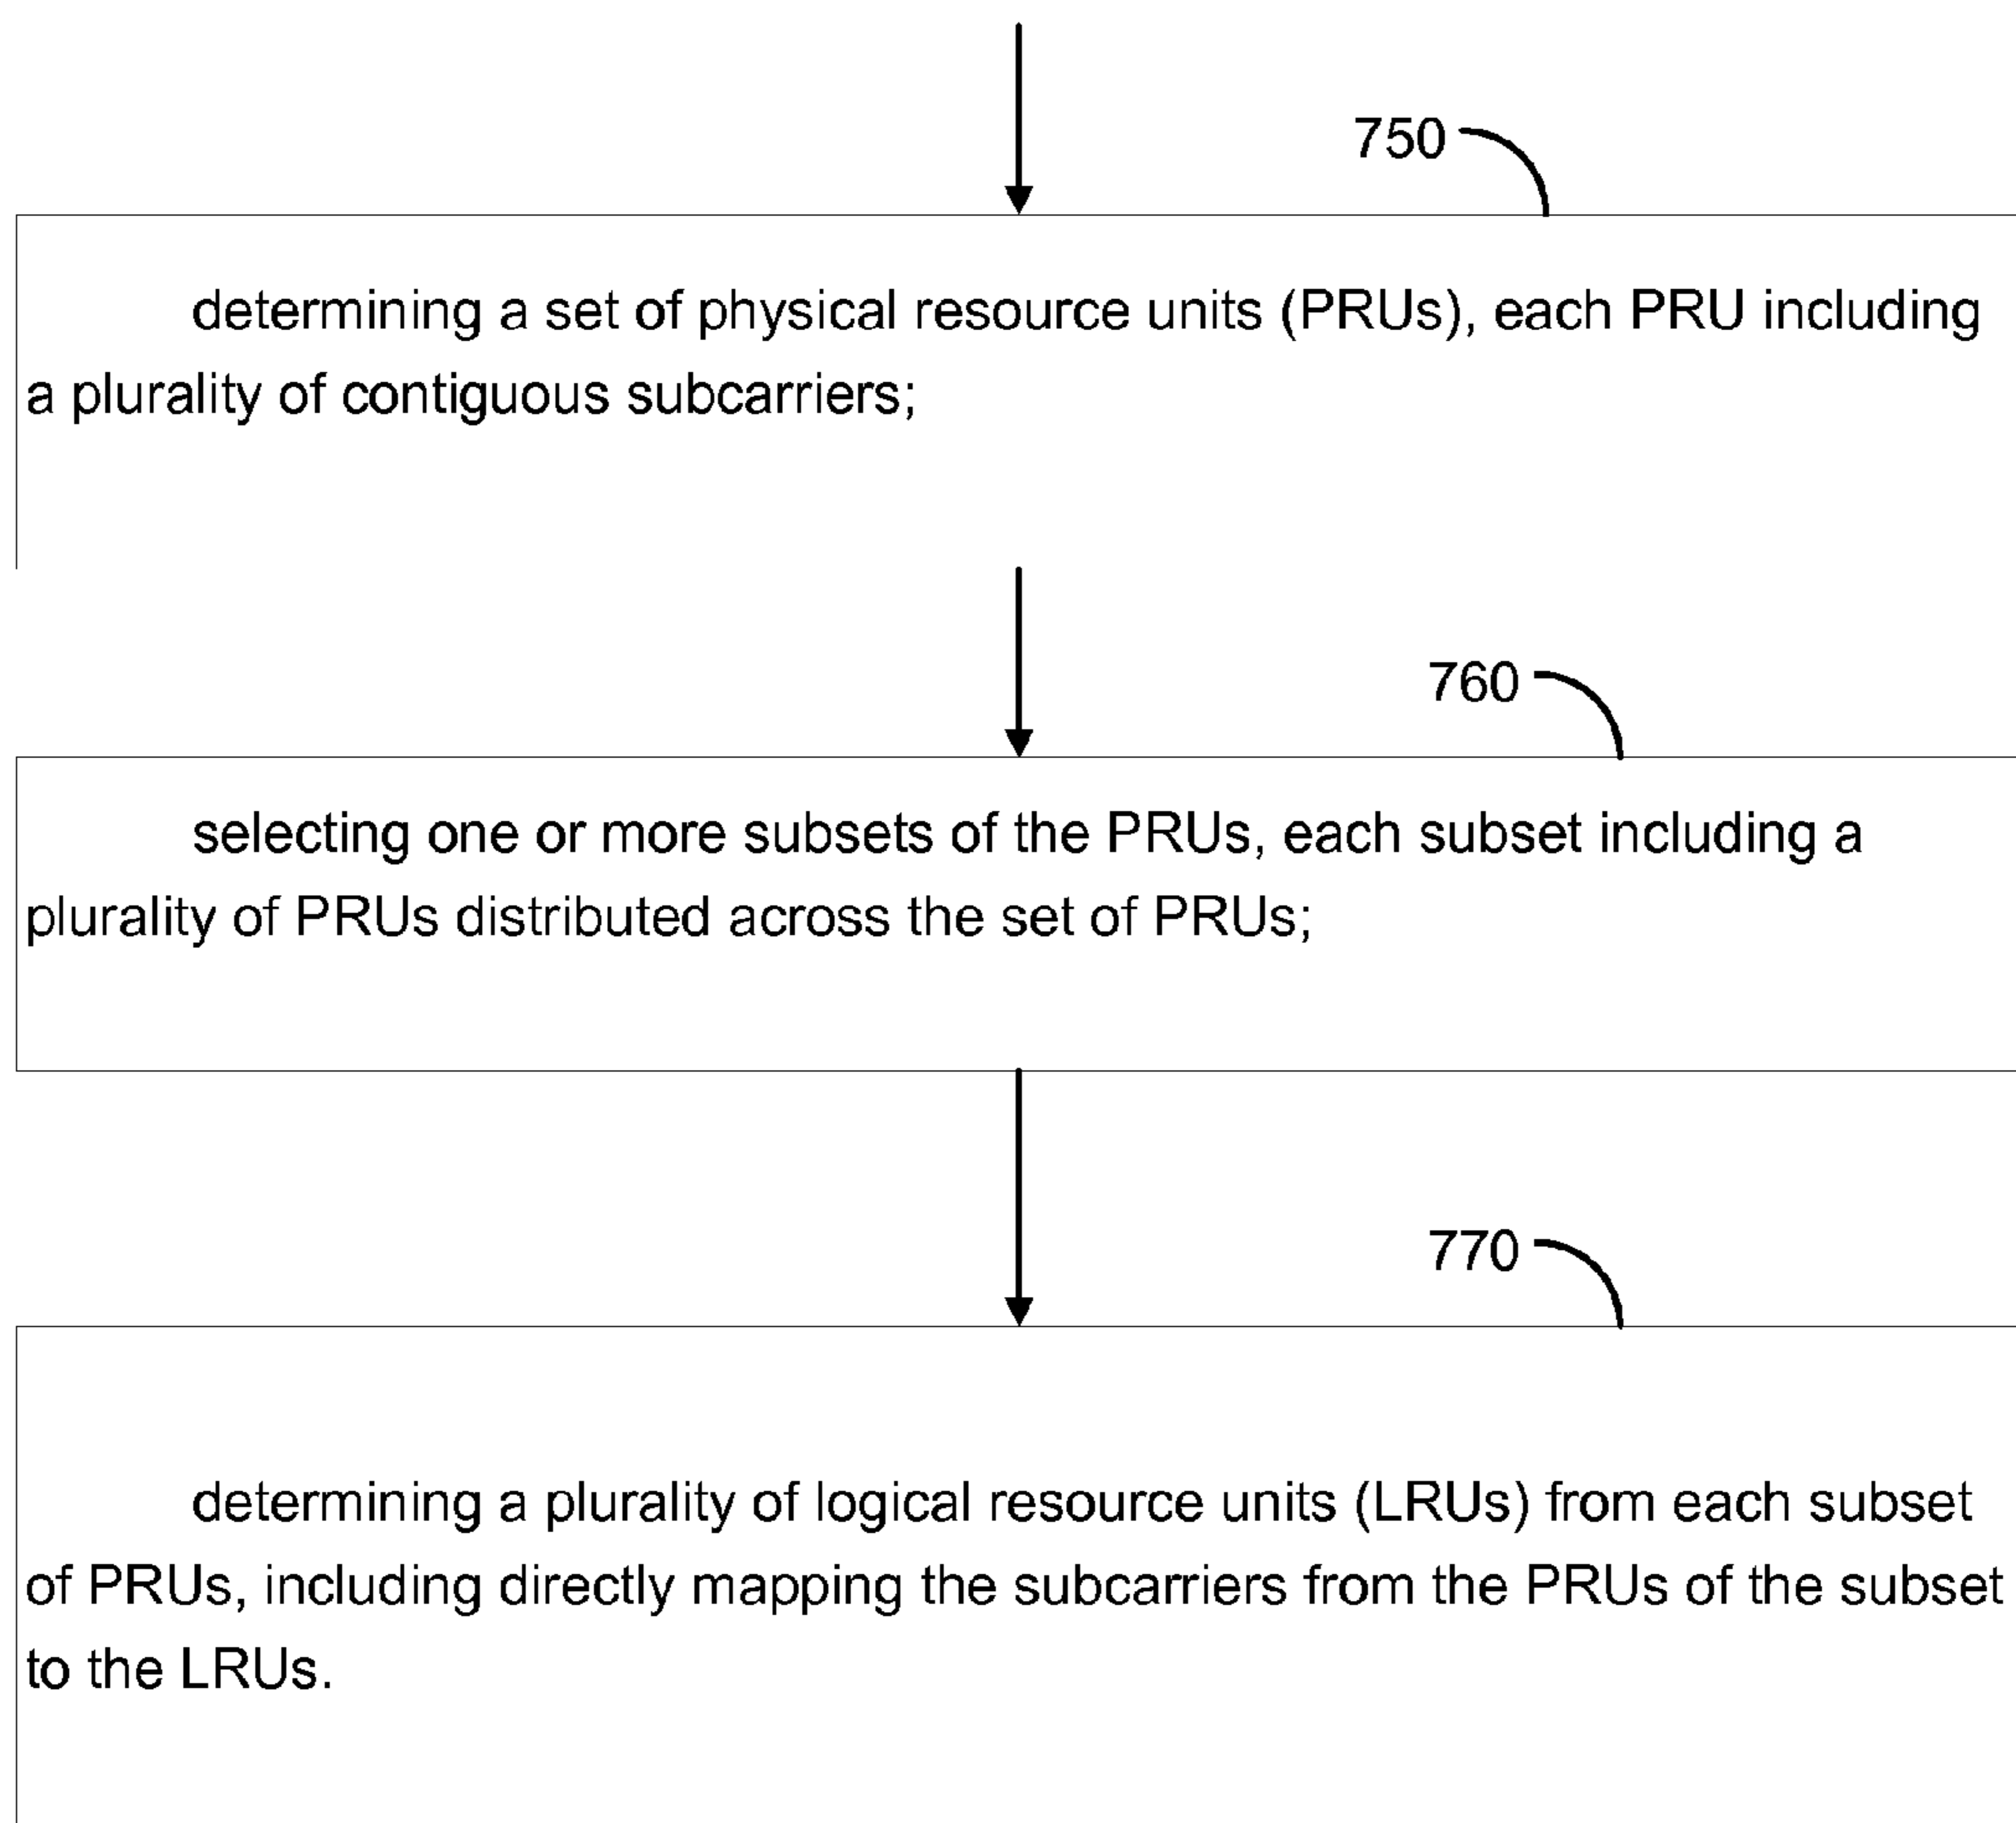 750
determining a set of physical resource units (PRUs), each PRU including
a plurality of contiguous subcarriers;
760
selecting one or more subsets of the PRUs, each subset including a
plurality of PRUs distributed across the set of PRUs;
770
determining a plurality of logical resource units (LRUs) from each subset
of PRUs, including directly mapping the subcarriers from the PRUs of the subset
to the LRUs.